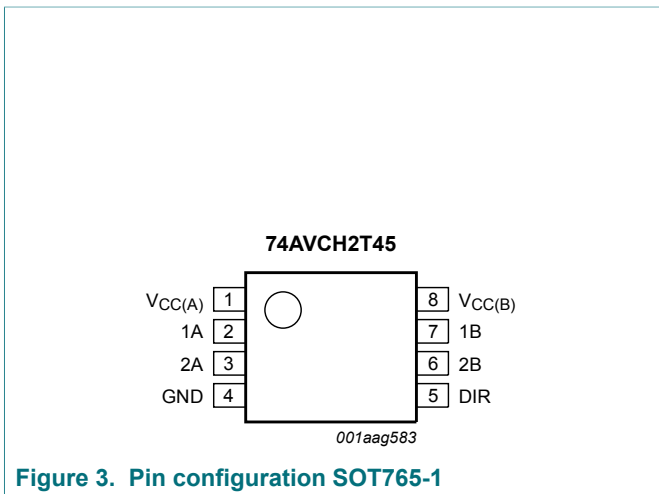 74AVCH2T45
VCC(A) 1 8 VCC(B)
1A 2 7 1B
2A 3 6 2B
GND 4 5 DIR
001aag583
Figure 3. Pin configuration SOT765-1